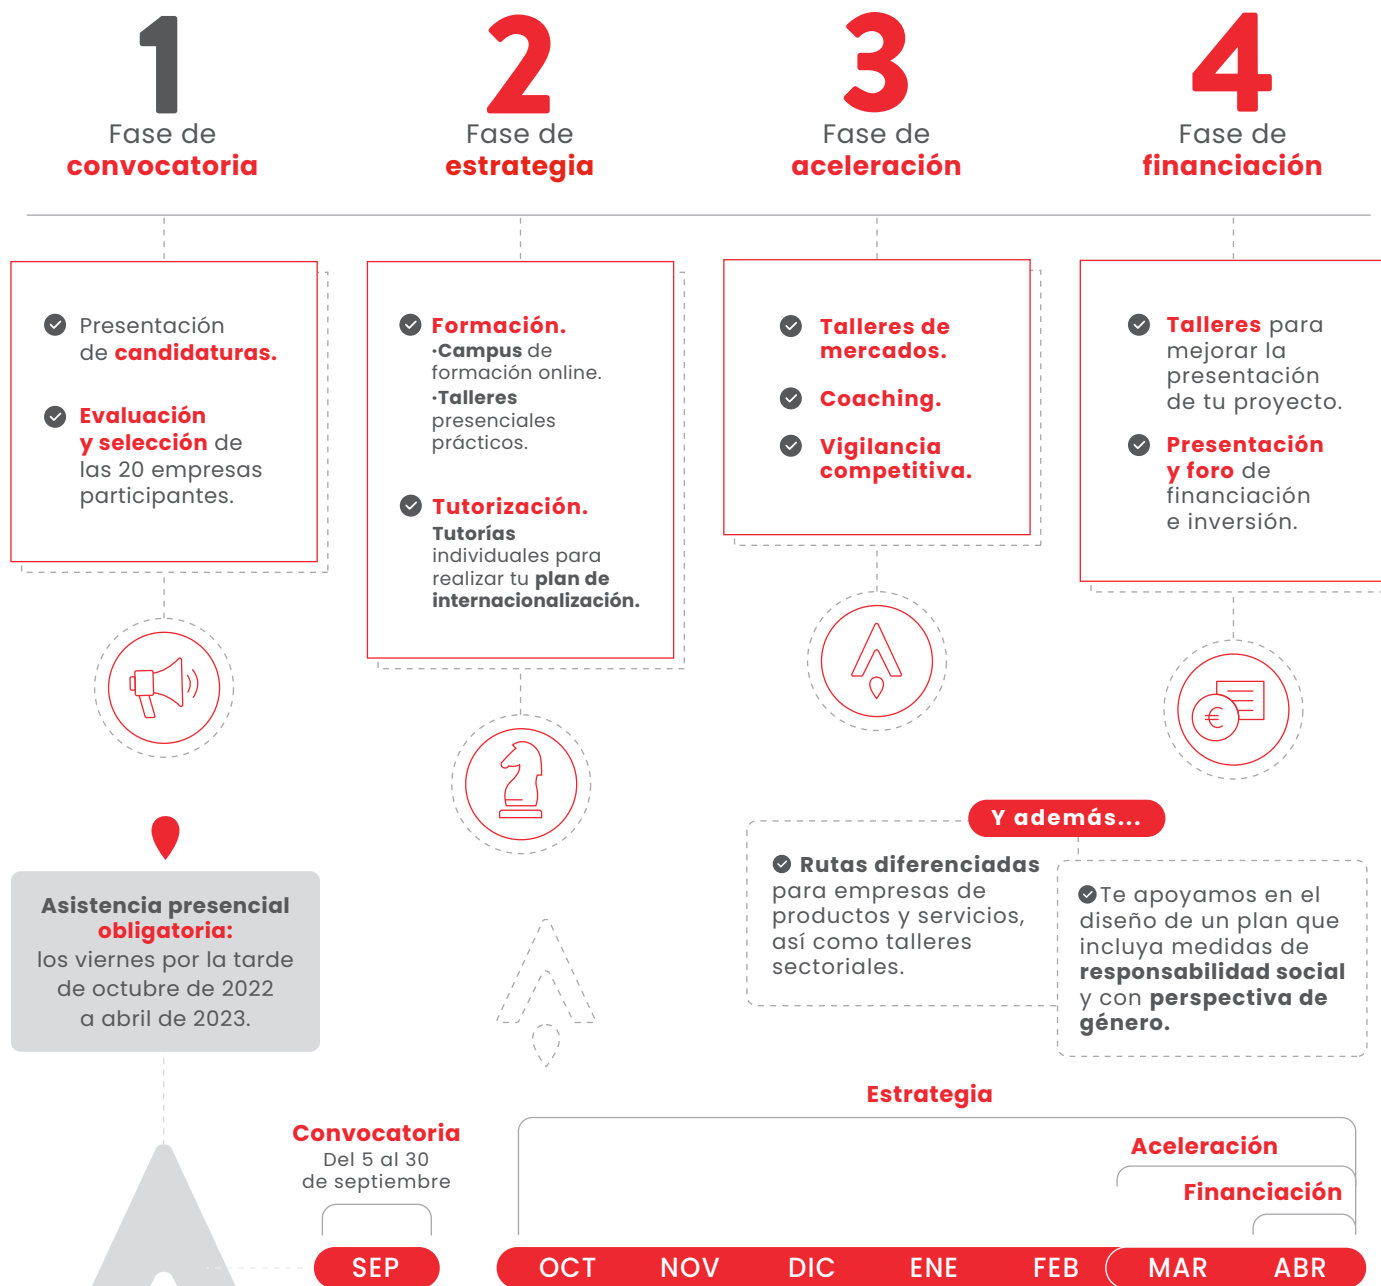 1
Fase de
convocatoria
2
Fase de
estrategia
3
Fase de
aceleración
4
Fase de
financiación
Presentación
de candidaturas.
Evaluación
y selección de
las 20 empresas
participantes.
Formación.
·Campus de
formación online.
·Talleres
presenciales
prácticos.
Tutorización.
Tutorías
individuales para
realizar tu plan de
internacionalización.
Talleres de
mercados.
Coaching.
Vigilancia
competitiva.
Talleres para
mejorar la
presentación
de tu proyecto.
Presentación
y foro de
financiación
e inversión.
€
Asistencia presencial
obligatoria:
los viernes por la tarde
de octubre de 2022
a abril de 2023.
Y además...
Rutas diferenciadas
para empresas de
productos y servicios,
así como talleres
sectoriales.
Te apoyamos en el
diseño de un plan que
incluya medidas de
responsabilidad social
y con perspectiva de
género.
Estrategia
Convocatoria
Del 5 al 30
de septiembre
Aceleración
Financiación
SEP OCT NOV DIC ENE FEB MAR ABR